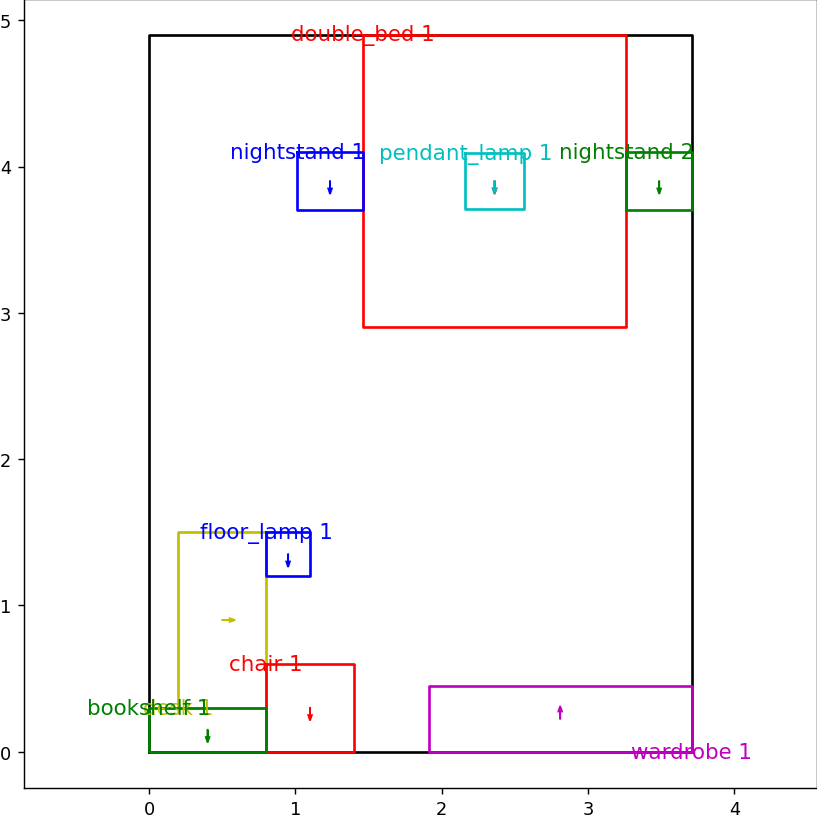 5
double_bed 1
nightstand 1
pendant_lamp 1
nightstand 2
4
3
2
floor_lamp 1
1
chair 1
bookshelf 1
wardrobe 1
0
0 1 2 3 4